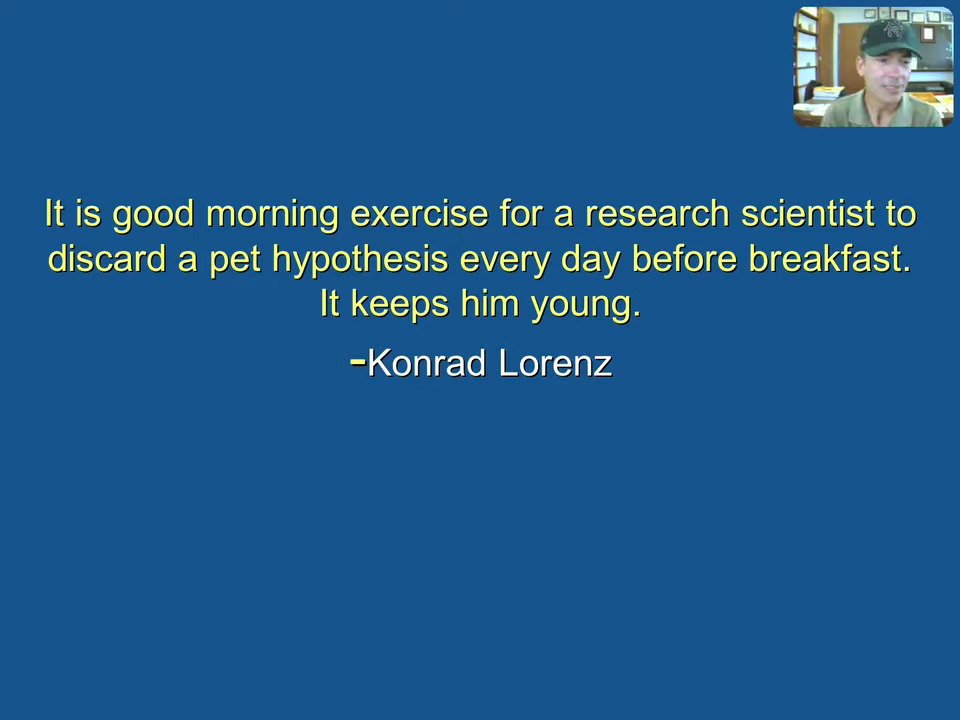 It is good morning exercise for a research scientist to
discard a pet hypothesis every day before breakfast.
It keeps him young.
-Konrad Lorenz